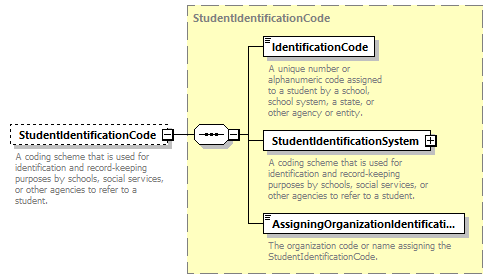 StudentIdentificationCode
IdentificationCode
A unique number or
alphanumeric code assigned
to a student by a school,
school system, a state, or
other agency or entity.
StudentIdentificationCode
A coding scheme that is used for
identification and record-keeping
purposes by schools, social services,
or other agencies to refer to a
student.
StudentIdentificationSystem
A coding scheme that is used for
identification and record-keeping
purposes by schools, social services, or
other agencies to refer to a student.
AssigningOrganizationIdentificati...
The organization code or name assigning the
StudentIdentificationCode.